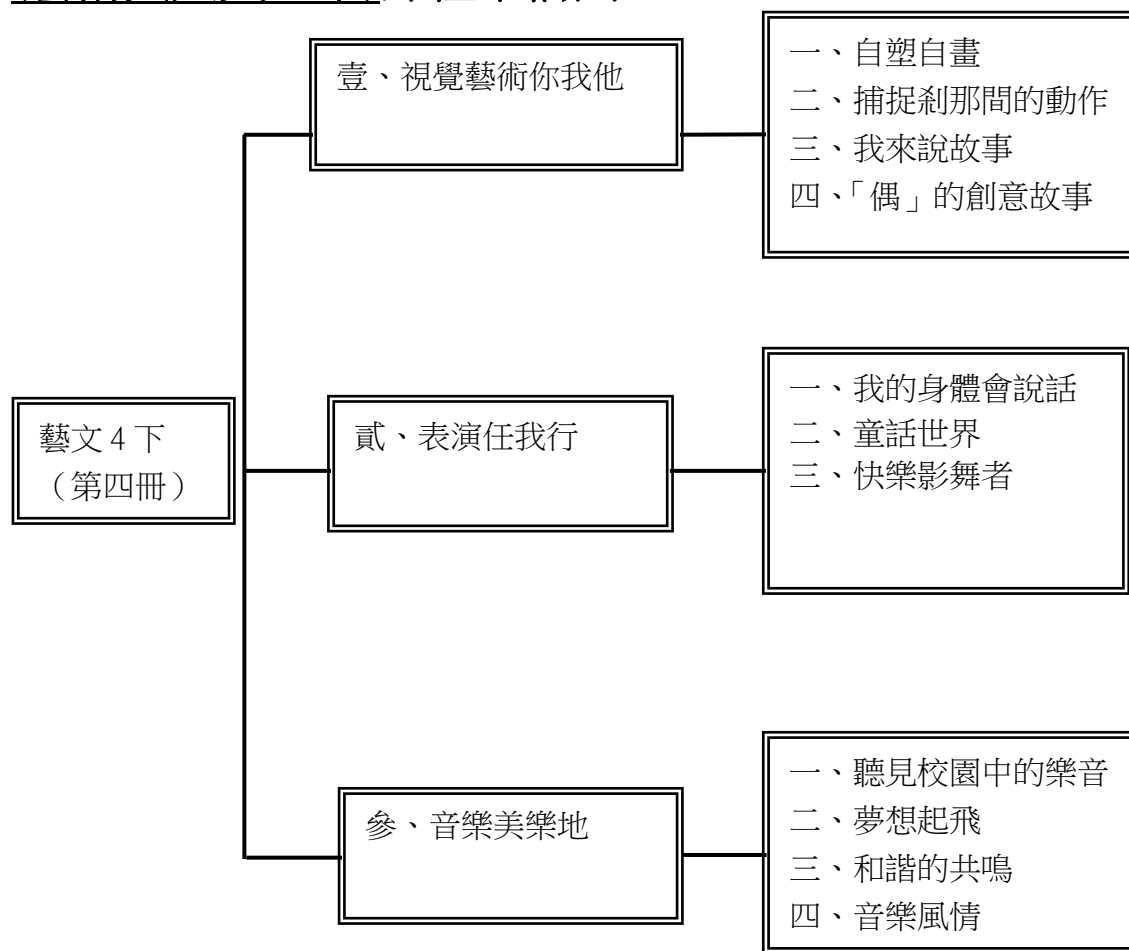 壹、視覺藝術你我他
一、自塑自畫
二、捕捉剎那間的動作
三、我來說故事
四、「偶」的創意故事
藝文 4 下
（第四冊）
貳、表演任我行
一、我的身體會說話
二、童話世界
三、快樂影舞者
參、音樂美樂地
一、聽見校園中的樂音
二、夢想起飛
三、和諧的共鳴
四、音樂風情